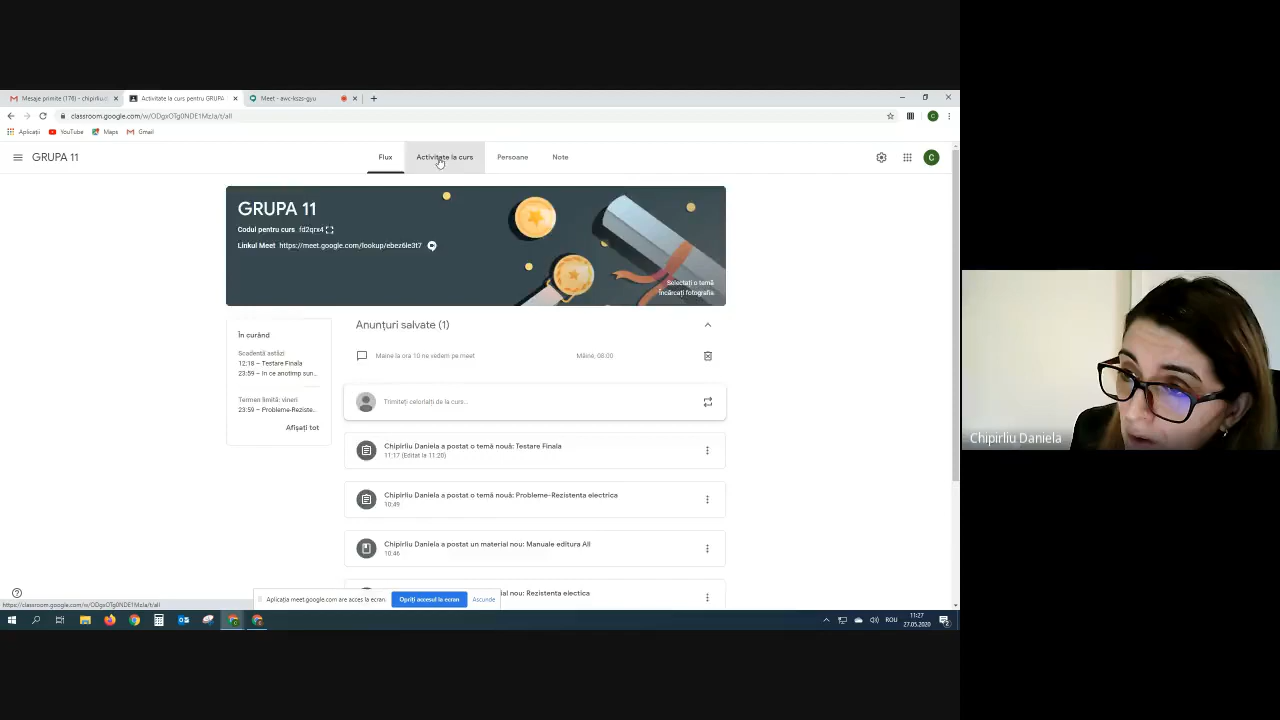 Mesaje primite (176) - chipirliu.
Activitate la curs pentru GRUPA
Meet - awc-kszs-gyu
classroom.google.com/w/ODgxOTg0NDE1MzJa/t/all
Aplicații
YouTube
Maps
Gmail
GRUPA 11
Flux
Activitate la curs
Persoane
Note
C
GRUPA 11
Codul pentru curs fd2qrx4
Linkul Meet https://meet.google.com/lookup/ebez6le3t7
Selectați o temă
Încărcați fotografia
În curând
Scadentă astăzi
12:18 – Testare Finala
23:59 – In ce anotimp sun...
Termen limită: vineri
23:59 – Probleme-Reziste...
Afișați tot
Anunțuri salvate (1)
Maine la ora 10 ne vedem pe meet
Mâine, 08:00
Trimiteți celorlalți de la curs...
Chipirliu Daniela a postat o temă nouă: Testare Finala
11:17 (Editat la 11:20)
Chipirliu Daniela a postat o temă nouă: Probleme-Rezistenta electrica
10:49
Chipirliu Daniela a postat un material nou: Manuale editura All
10:46
ial nou: Rezistenta electica
Aplicația meet.google.com are acces la ecran.
Opriți accesul la ecran
Ascunde
https://classroom.google.com/w/ODgxOTg0NDE1MzJa/t/all
ROU
11:27
27.05.2020
Chipirliu Daniela